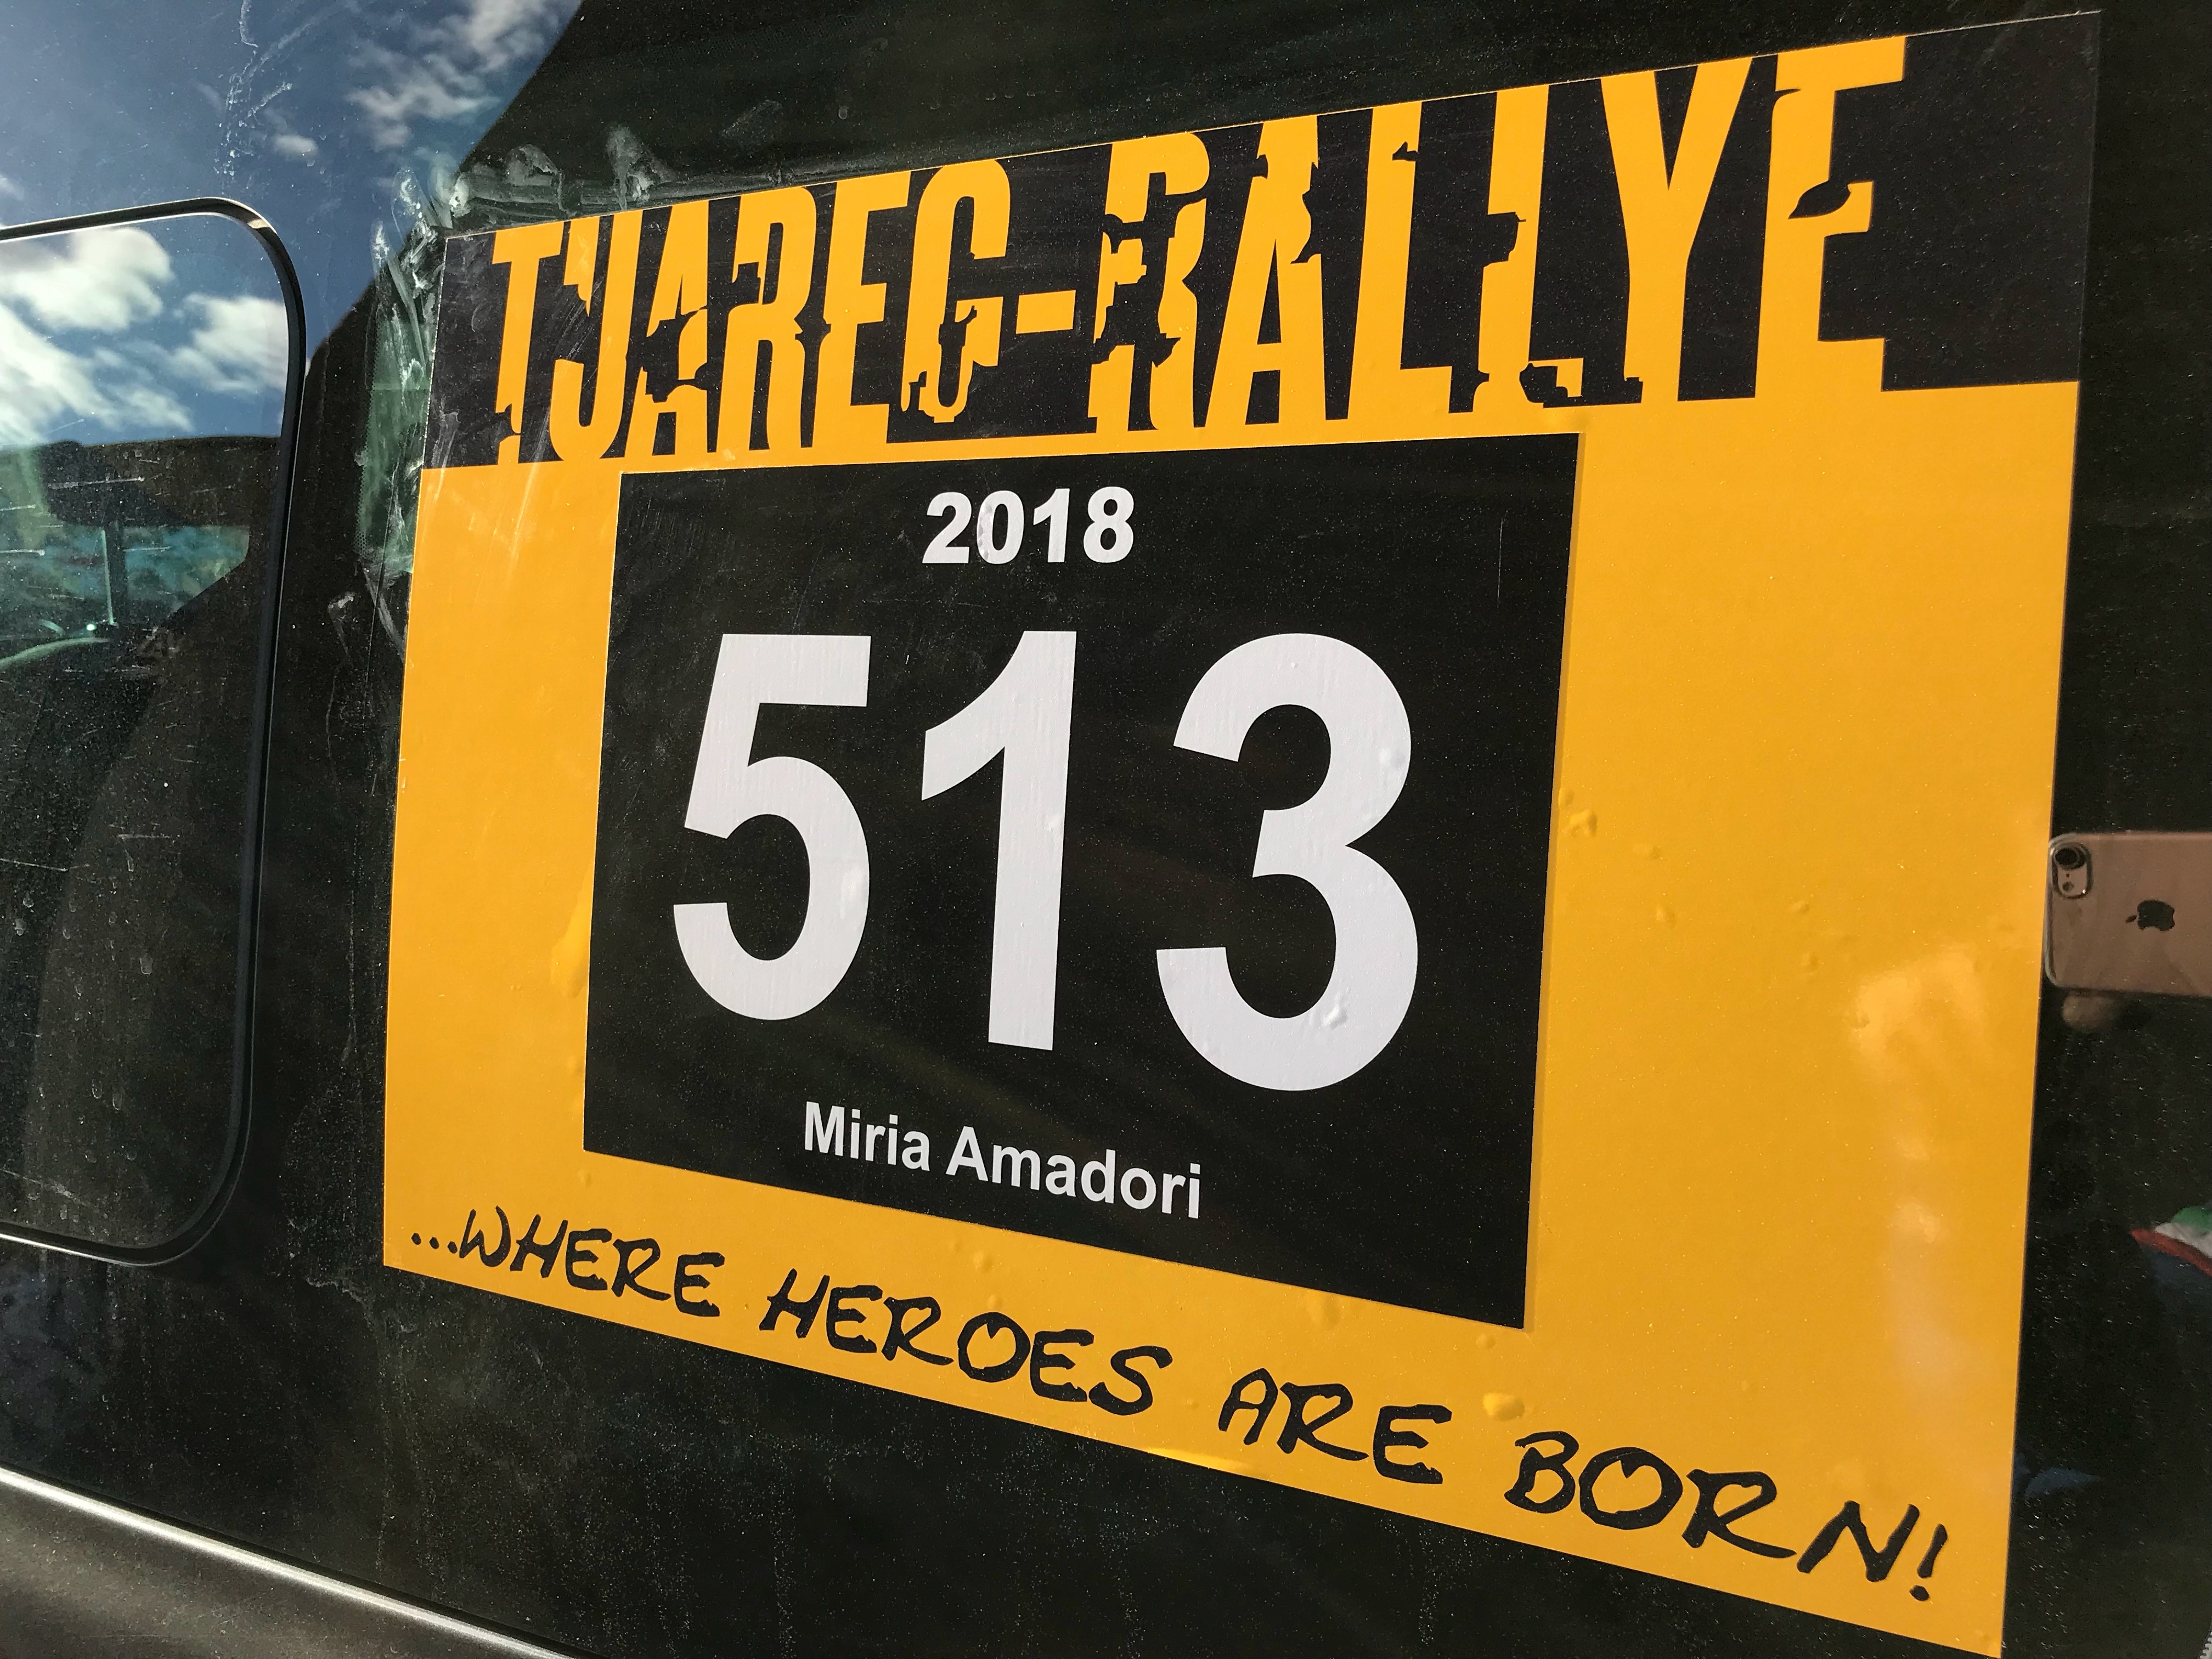 TUAREG-RALLYE
2018
513
Miria Amadori
...WHERE HEROES ARE BORN!